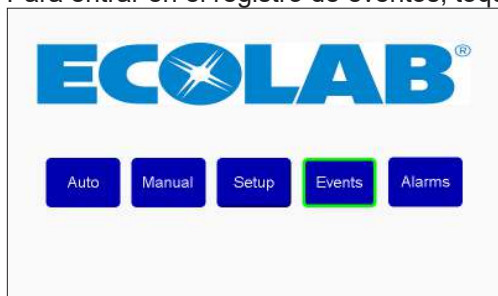 Para entrar en el registro de eventos,
ECOLAB®
Auto Manual Setup Events Alarms